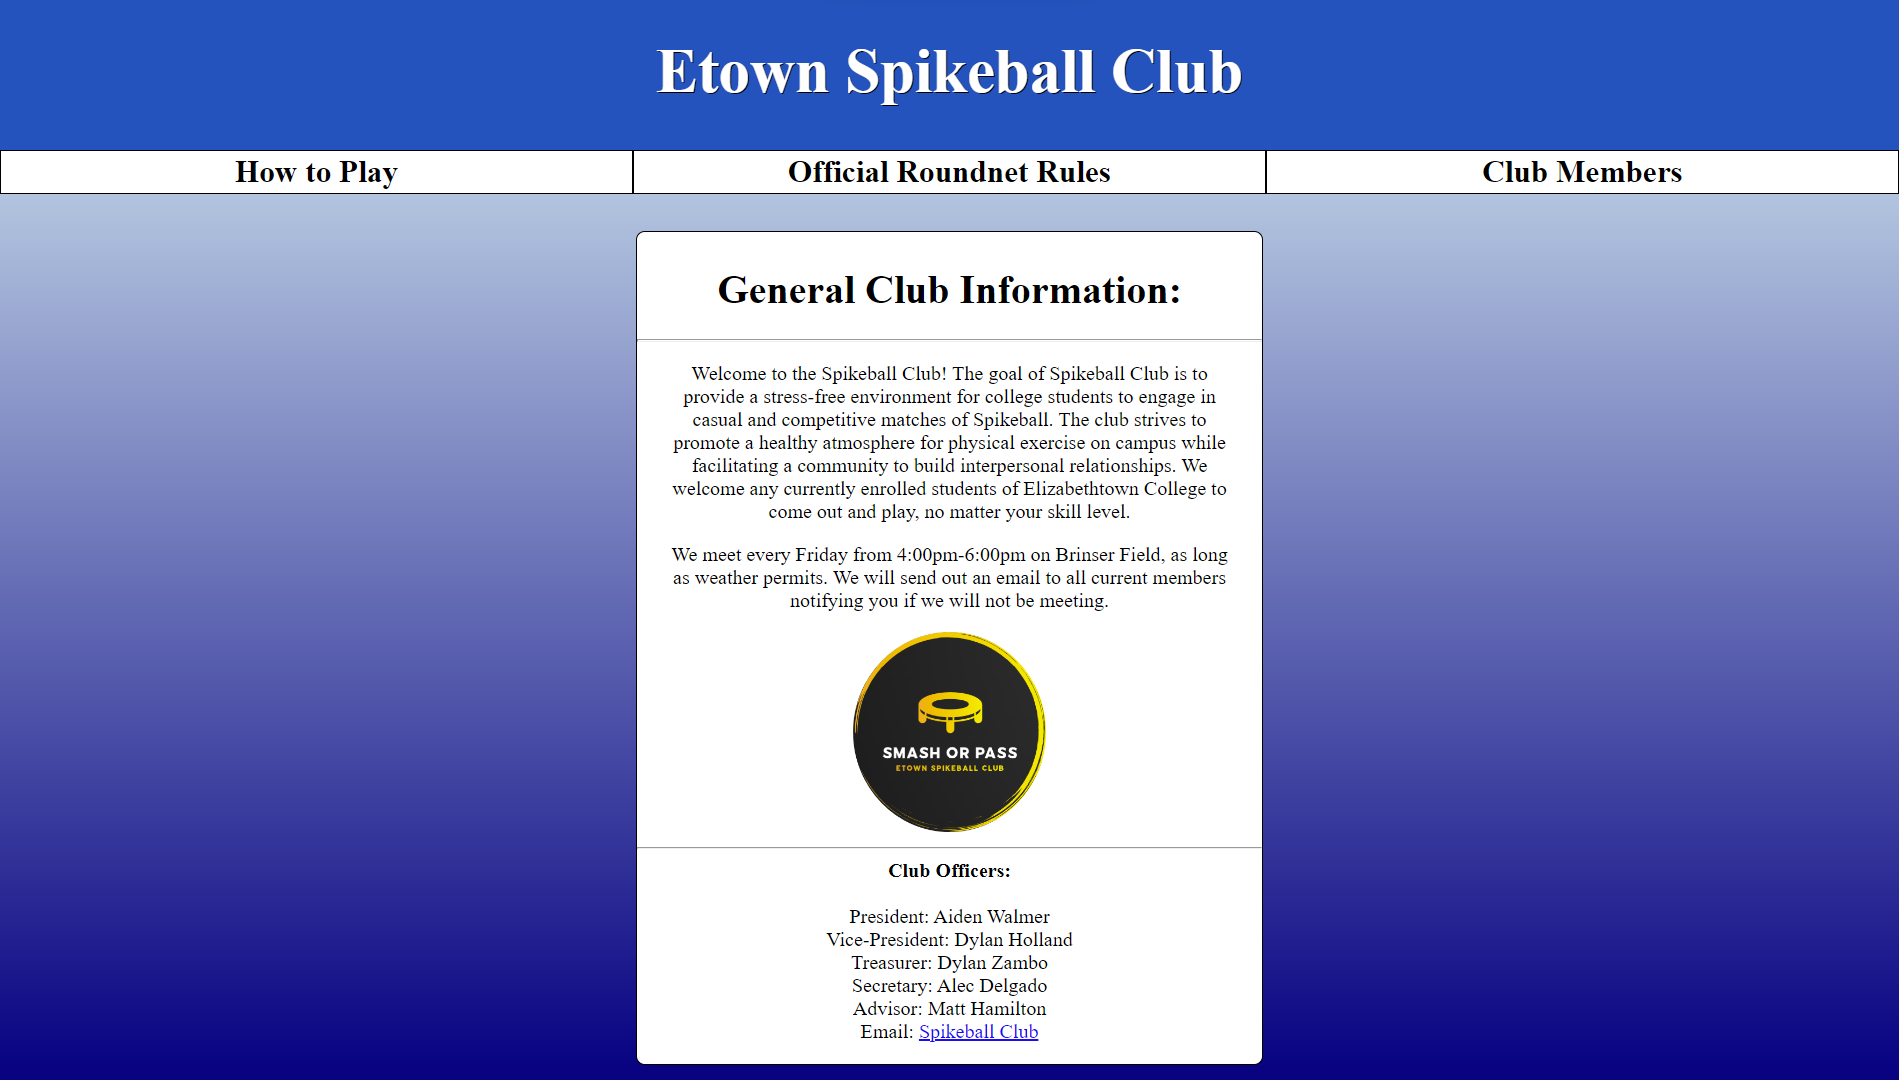 Etown Spikeball Club
How to Play
Official Roundnet Rules
Club Members
General Club Information:
Welcome to the Spikeball Club! The goal of Spikeball Club is to
provide a stress-free environment for college students to engage in
casual and competitive matches of Spikeball. The club strives to
promote a healthy atmosphere for physical exercise on campus while
facilitating a community to build interpersonal relationships. We
welcome any currently enrolled students of Elizabethtown College to
come out and play, no matter your skill level.
We meet every Friday from 4:00pm-6:00pm on Brinser Field, as long
as weather permits. We will send out an email to all current members
notifying you if we will not be meeting.
SMASH OR PASS
ETOWN SPIKEBALL CLUB
Club Officers:
President: Aiden Walmer
Vice-President: Dylan Holland
Treasurer: Dylan Zambo
Secretary: Alec Delgado
Advisor: Matt Hamilton
Email: Spikeball Club